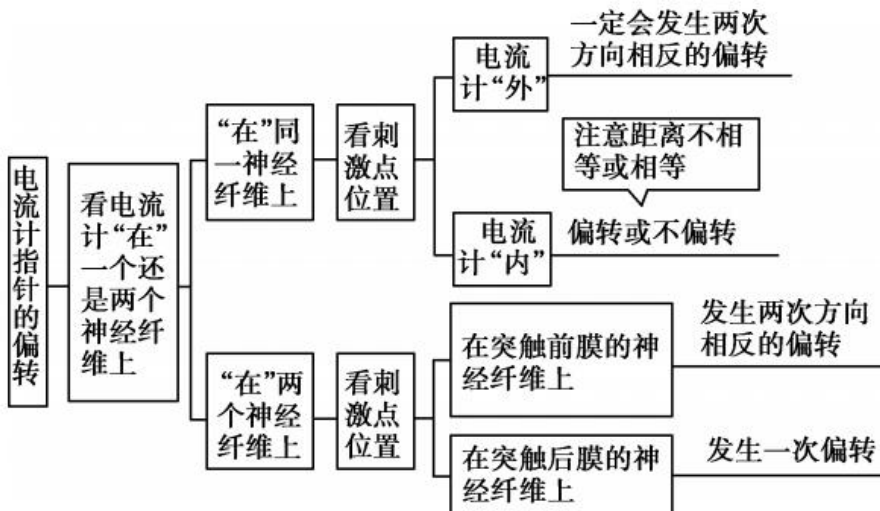 电流计指针的偏转
看电流
计“在”
一个还
是两个
神经纤
维上
“在”同
一神经
纤维上
看刺
激点
位置
电流
计“外”
一定会发生两次
方向相反的偏转
注意距离不相
等或相等
电流
计“内”
偏转或不偏转
“在”两
个神经
纤维上
看刺
激点
位置
在突触前膜的神
经纤维上
发生两次方向
相反的偏转
在突触后膜的神
经纤维上
发生一次偏转